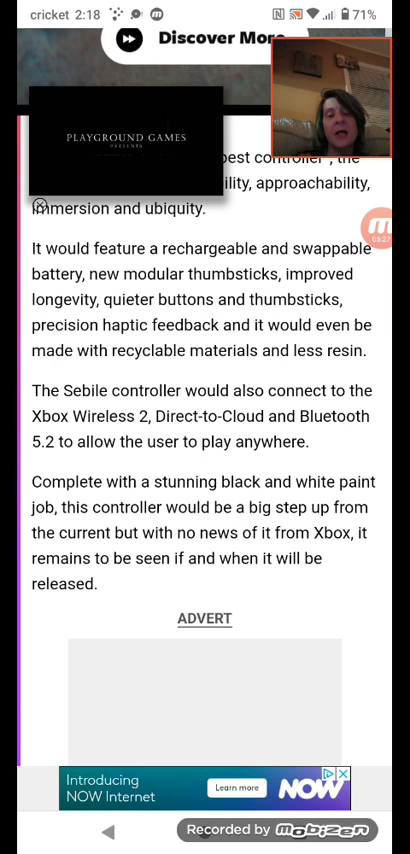 cricket 2:18 71%
Discover More
PLAYGROUND GAMES
PRESENTS
best controller", the
ility, approachability,
immersion and ubiquity.
03:27
It would feature a rechargeable and swappable
battery, new modular thumbsticks, improved
longevity, quieter buttons and thumbsticks,
precision haptic feedback and it would even be
made with recyclable materials and less resin.
The Sebile controller would also connect to the
Xbox Wireless 2, Direct-to-Cloud and Bluetooth
5.2 to allow the user to play anywhere.
Complete with a stunning black and white paint
job, this controller would be a big step up from
the current but with no news of it from Xbox, it
remains to be seen if and when it will be
released.
ADVERT
Introducing
NOW Internet
Learn more
NOW
Recorded by mobizen